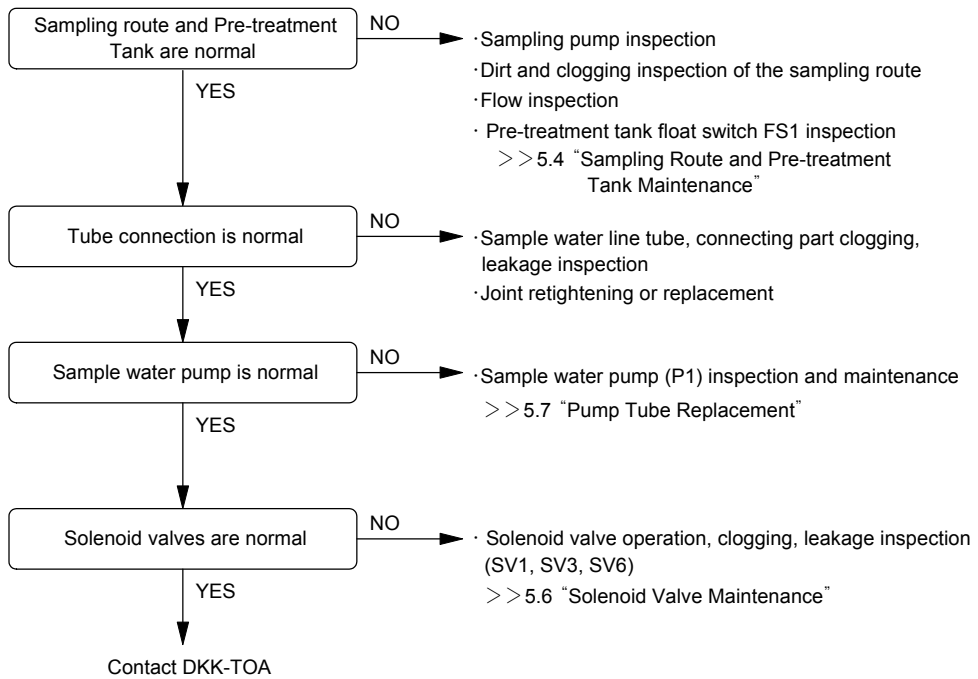 Sampling route and Pre-treatment
Tank are normal
NO
·Sampling pump inspection
·Dirt and clogging inspection of the sampling route
·Flow inspection
· Pre-treatment tank float switch FS1 inspection
＞＞5.4 “Sampling Route and Pre-treatment
Tank Maintenance”
YES
Tube connection is normal
NO
·Sample water line tube, connecting part clogging,
leakage inspection
·Joint retightening or replacement
YES
Sample water pump is normal
NO
·Sample water pump (P1) inspection and maintenance
＞＞5.7 “Pump Tube Replacement”
YES
Solenoid valves are normal
NO
· Solenoid valve operation, clogging, leakage inspection
(SV1, SV3, SV6)
＞＞5.6 “Solenoid Valve Maintenance”
YES
Contact DKK-TOA